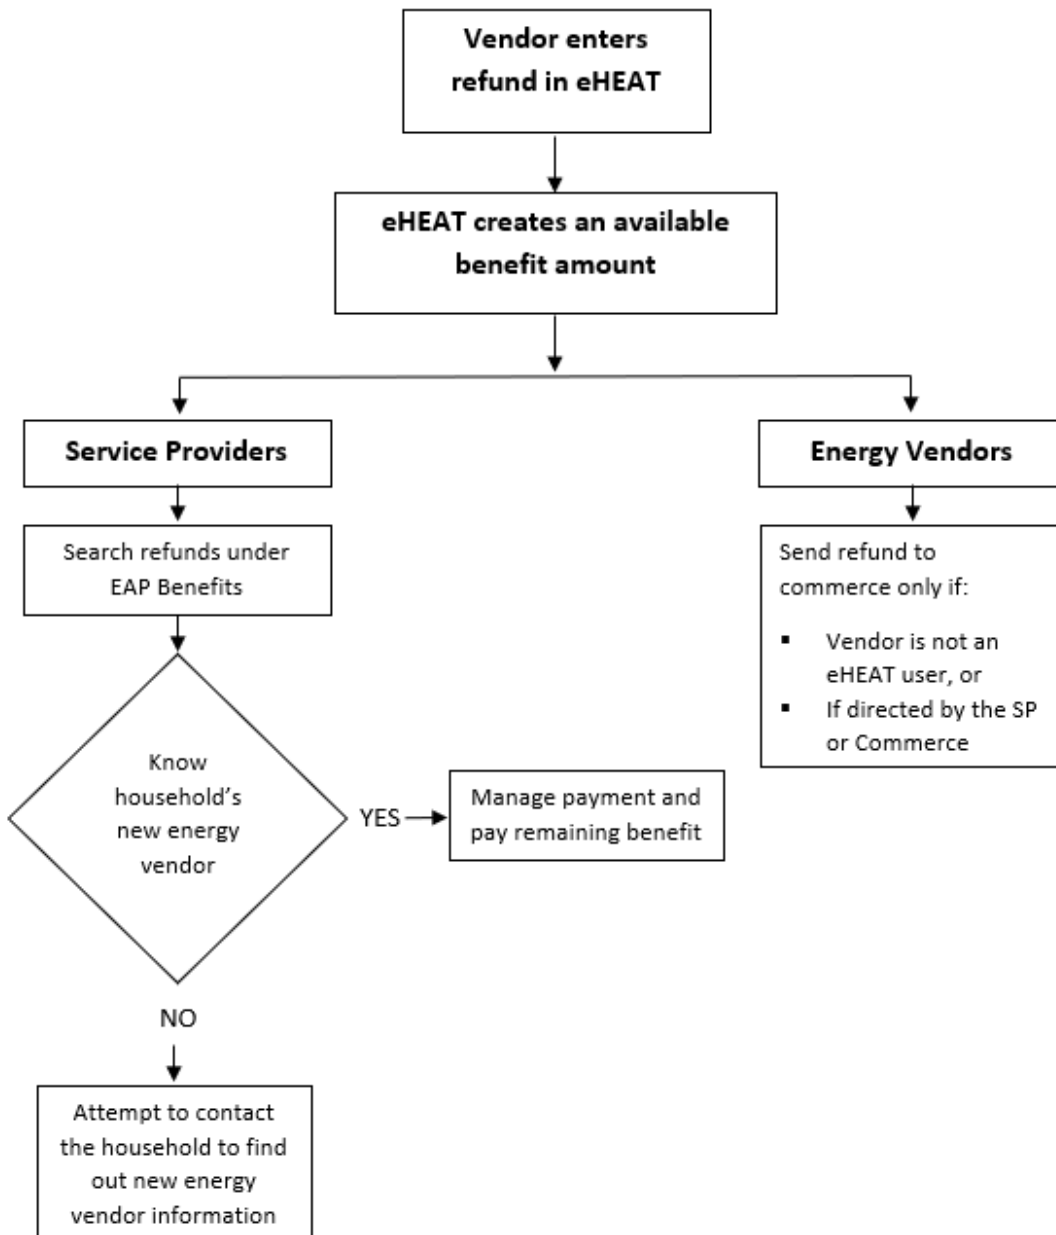 Vendor enters
refund in eHEAT
eHEAT creates an available
benefit amount
Service Providers
Energy Vendors
Search refunds under
EAP Benefits
Send refund to
commerce only if:
▪ Vendor is not an
eHEAT user, or
▪ If directed by the SP
or Commerce
Know
household’s
new energy
vendor
YES
Manage payment and
pay remaining benefit
NO
Attempt to contact
the household to find
out new energy
vendor information